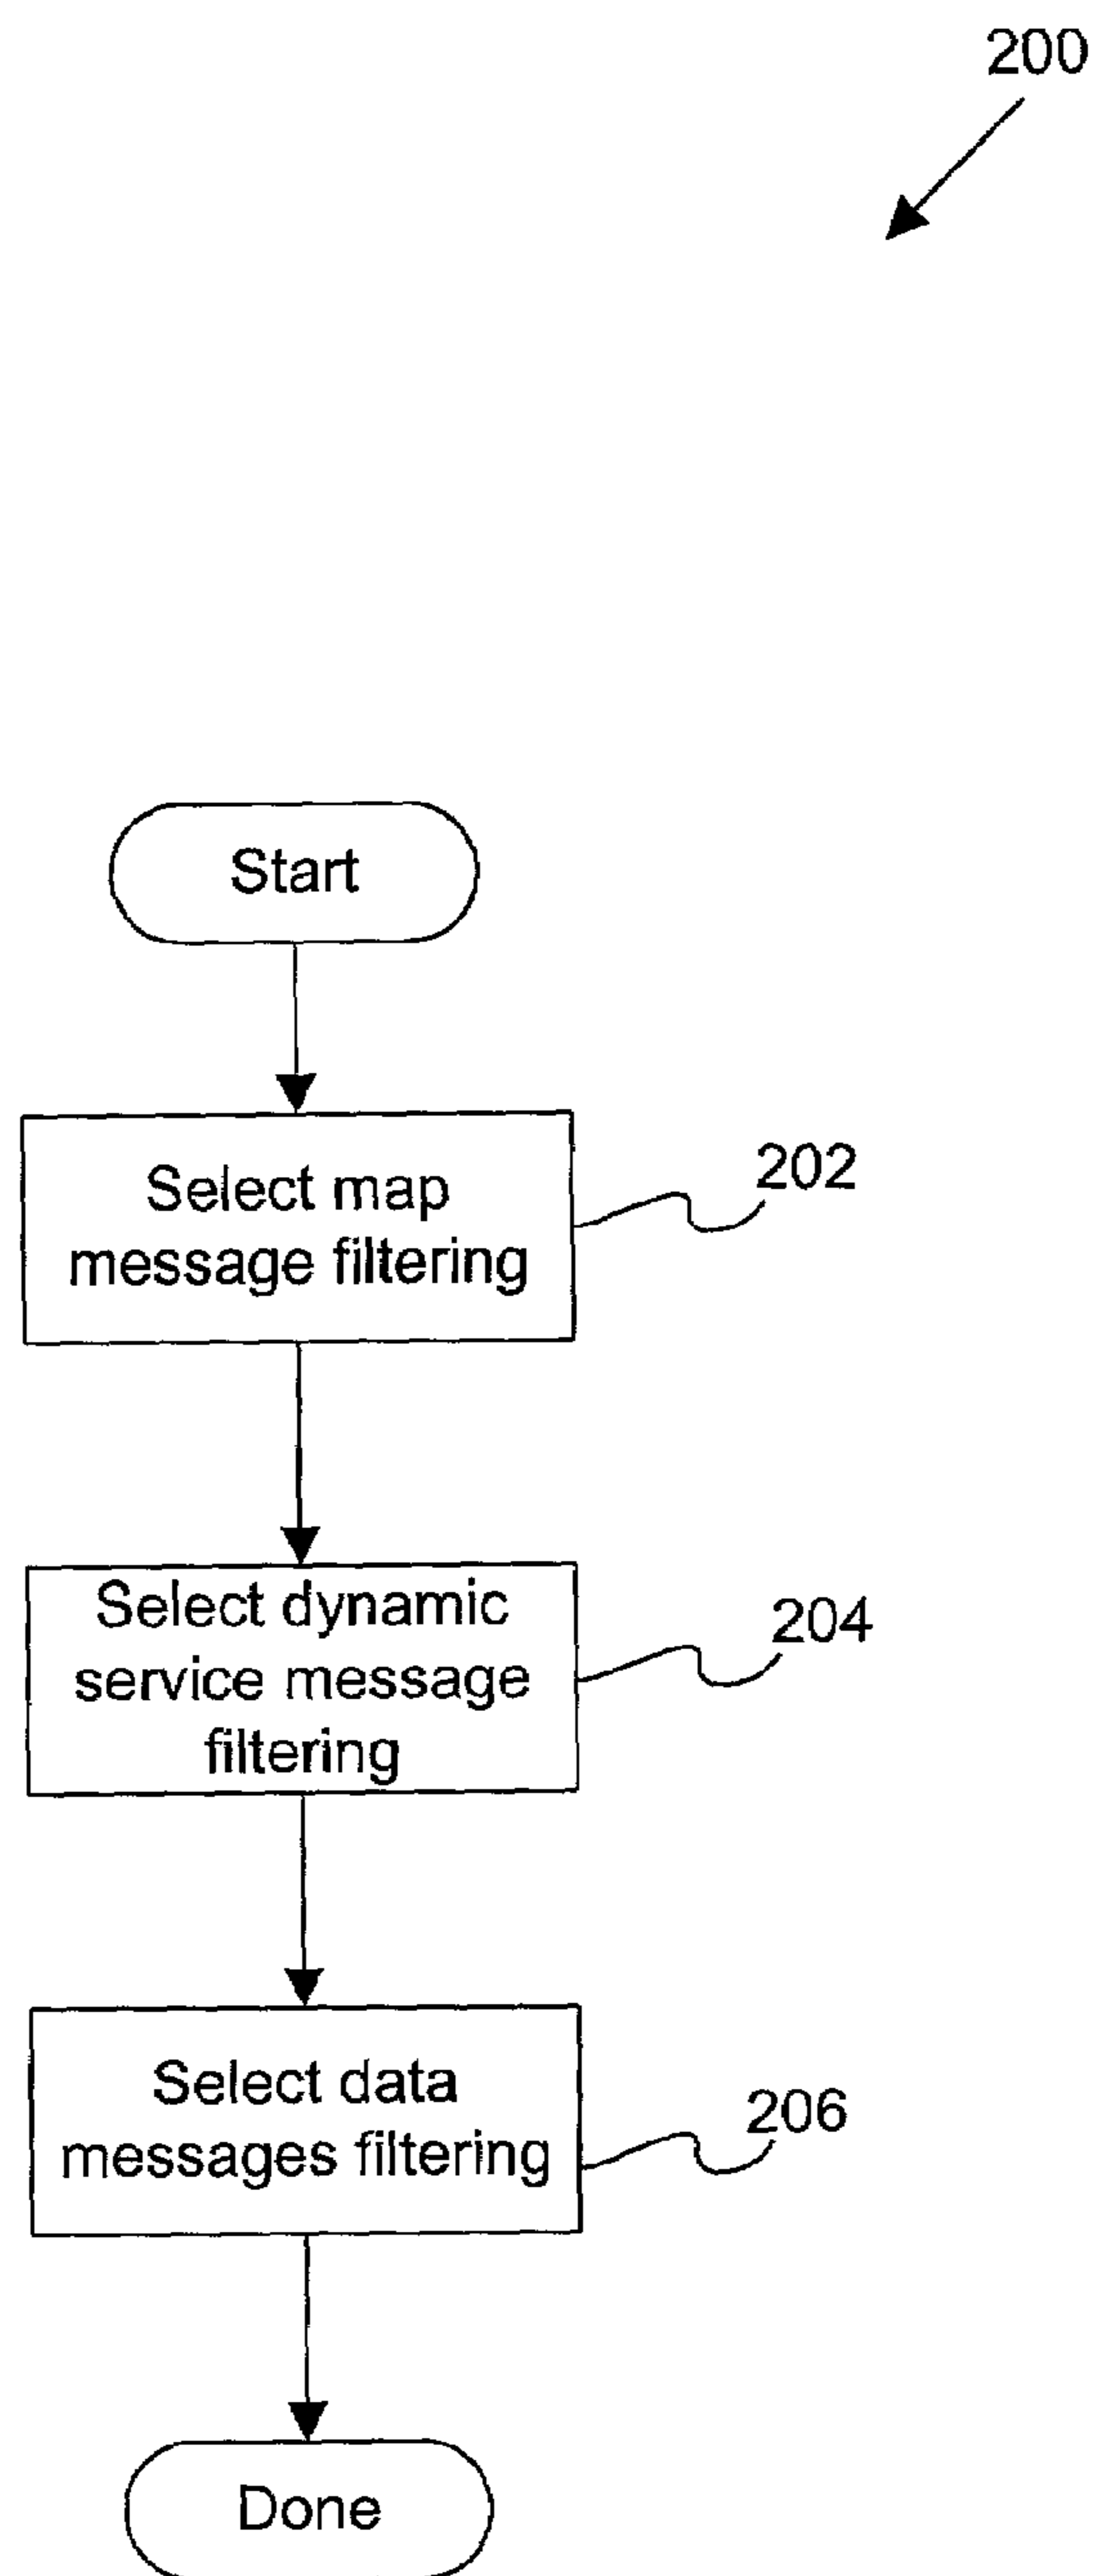 200
Start
Select map
message filtering
202
Select dynamic
service message
filtering
204
Select data
messages filtering
206
Done